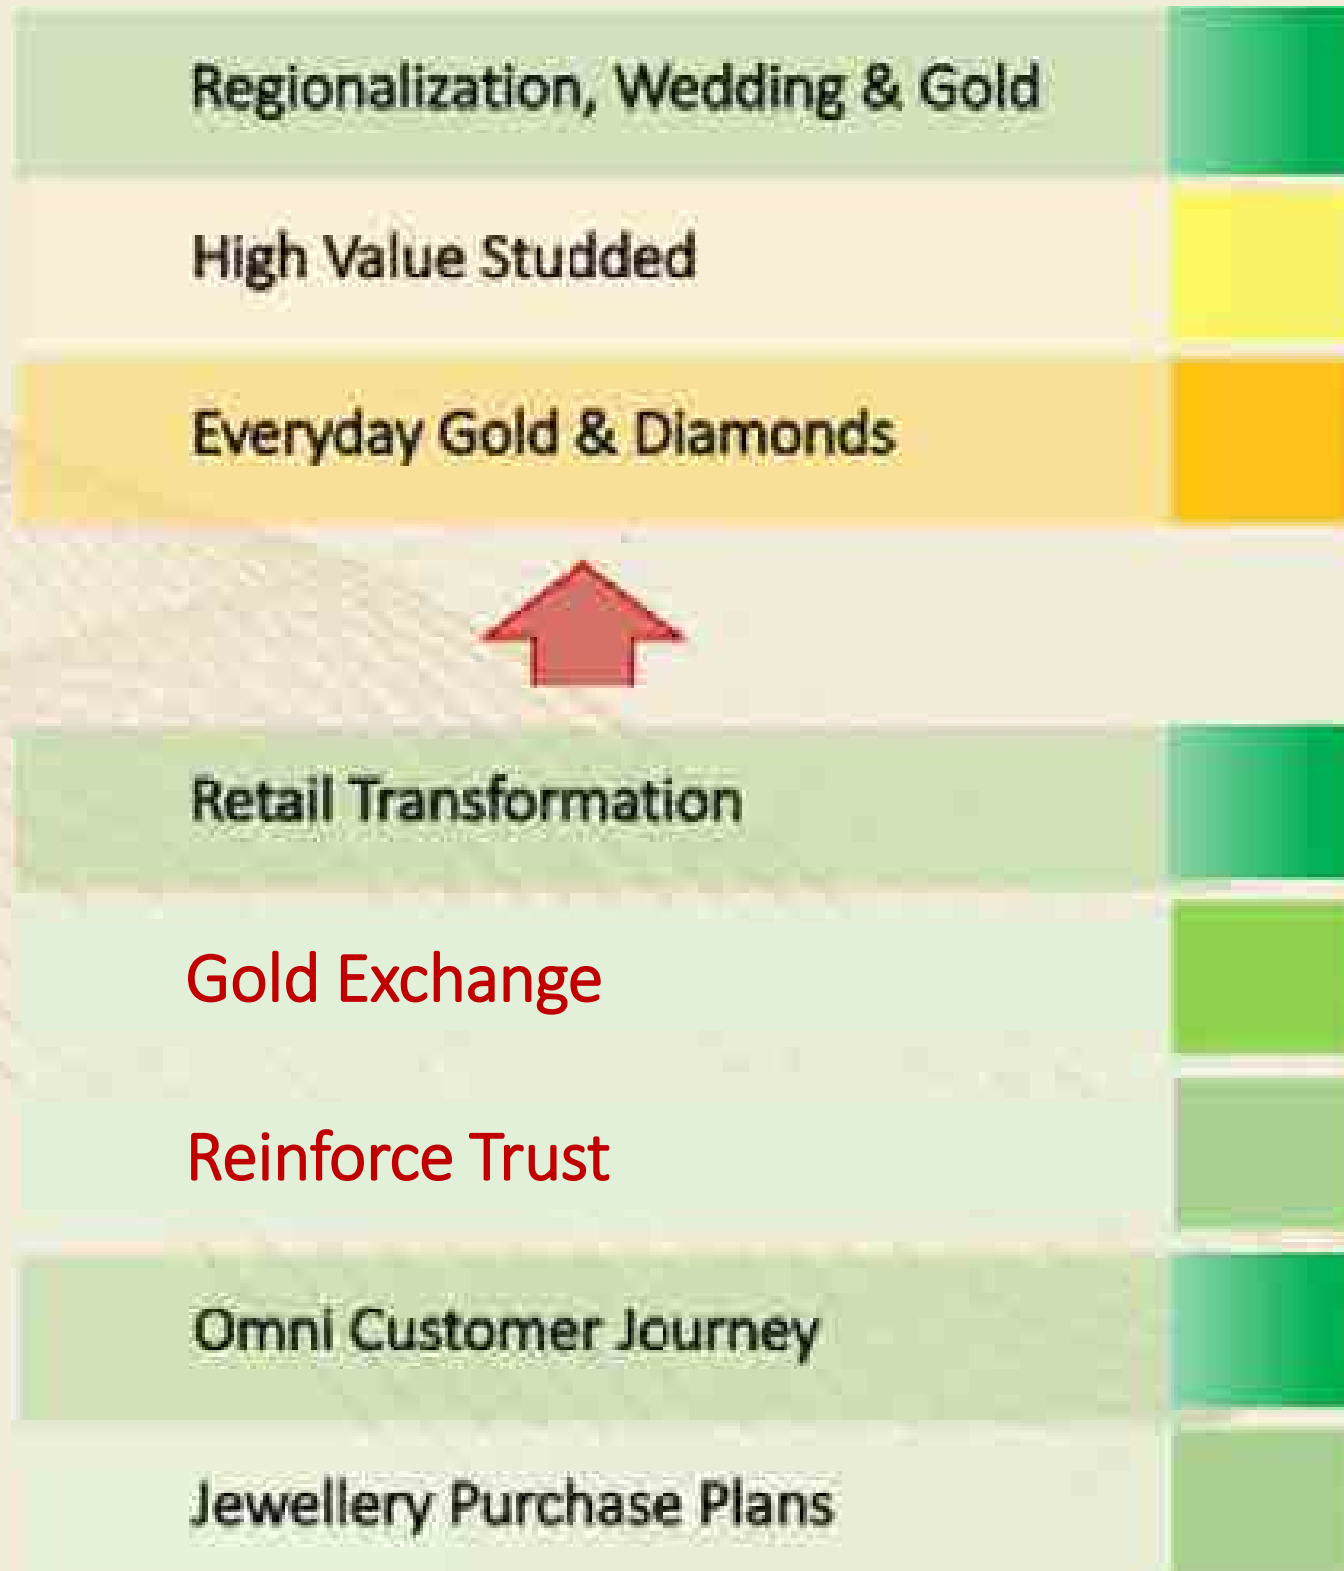 Regionalization, Wedding & Gold
High Value Studded
Everyday Gold & Diamonds
Retail Transformation
Gold Exchange
Reinforce Trust
Omni Customer Journey
Jewellery Purchase Plans